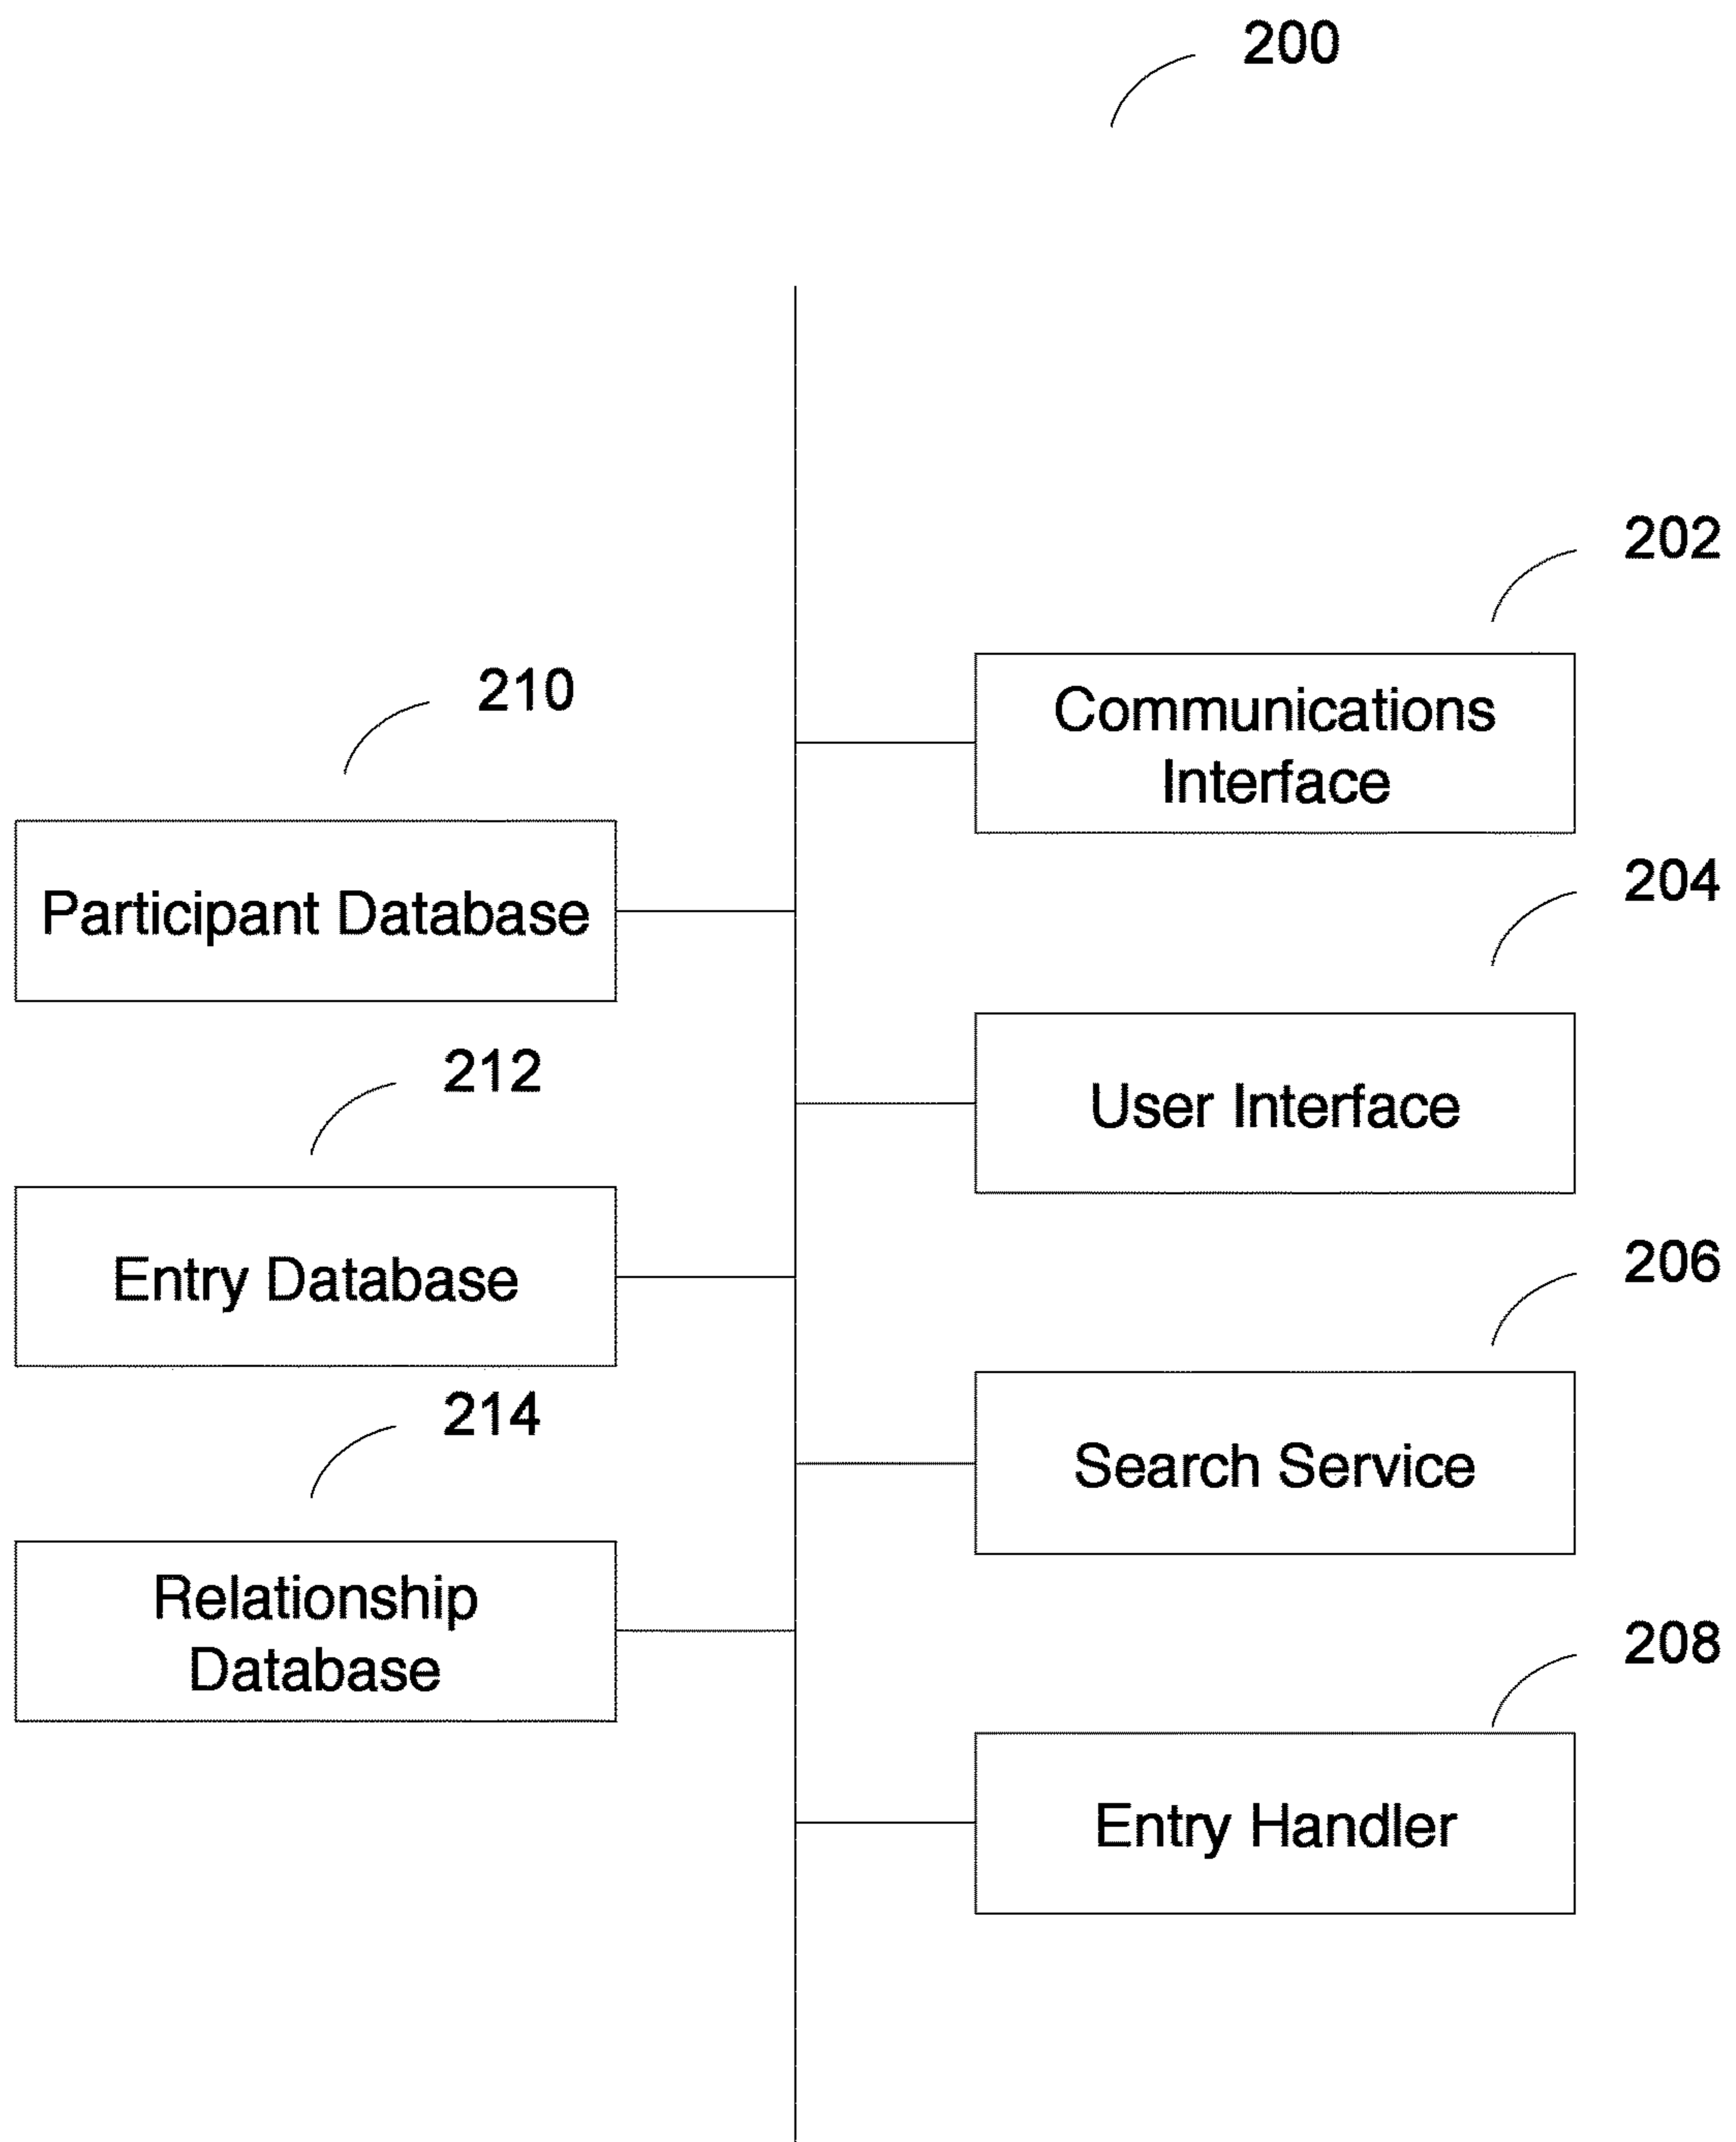 200
202
Communications
Interface
210
Participant Database
204
User Interface
212
Entry Database
206
Search Service
214
Relationship
Database
208
Entry Handler